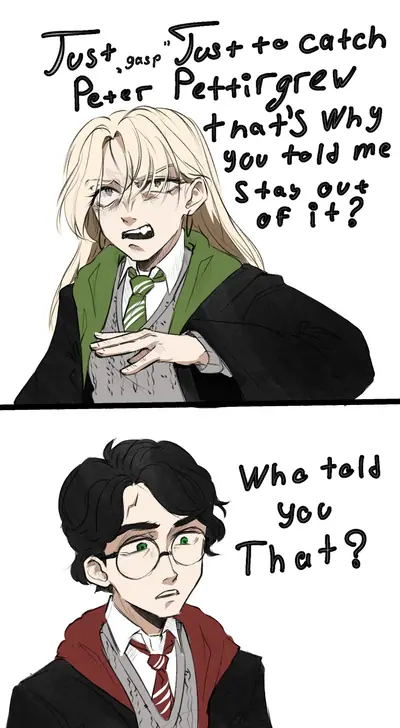 Just "gasp" Just to catch
Peter Pettirgrew
that's Why
you told me
Stay out
of it?
Who told
you
That?